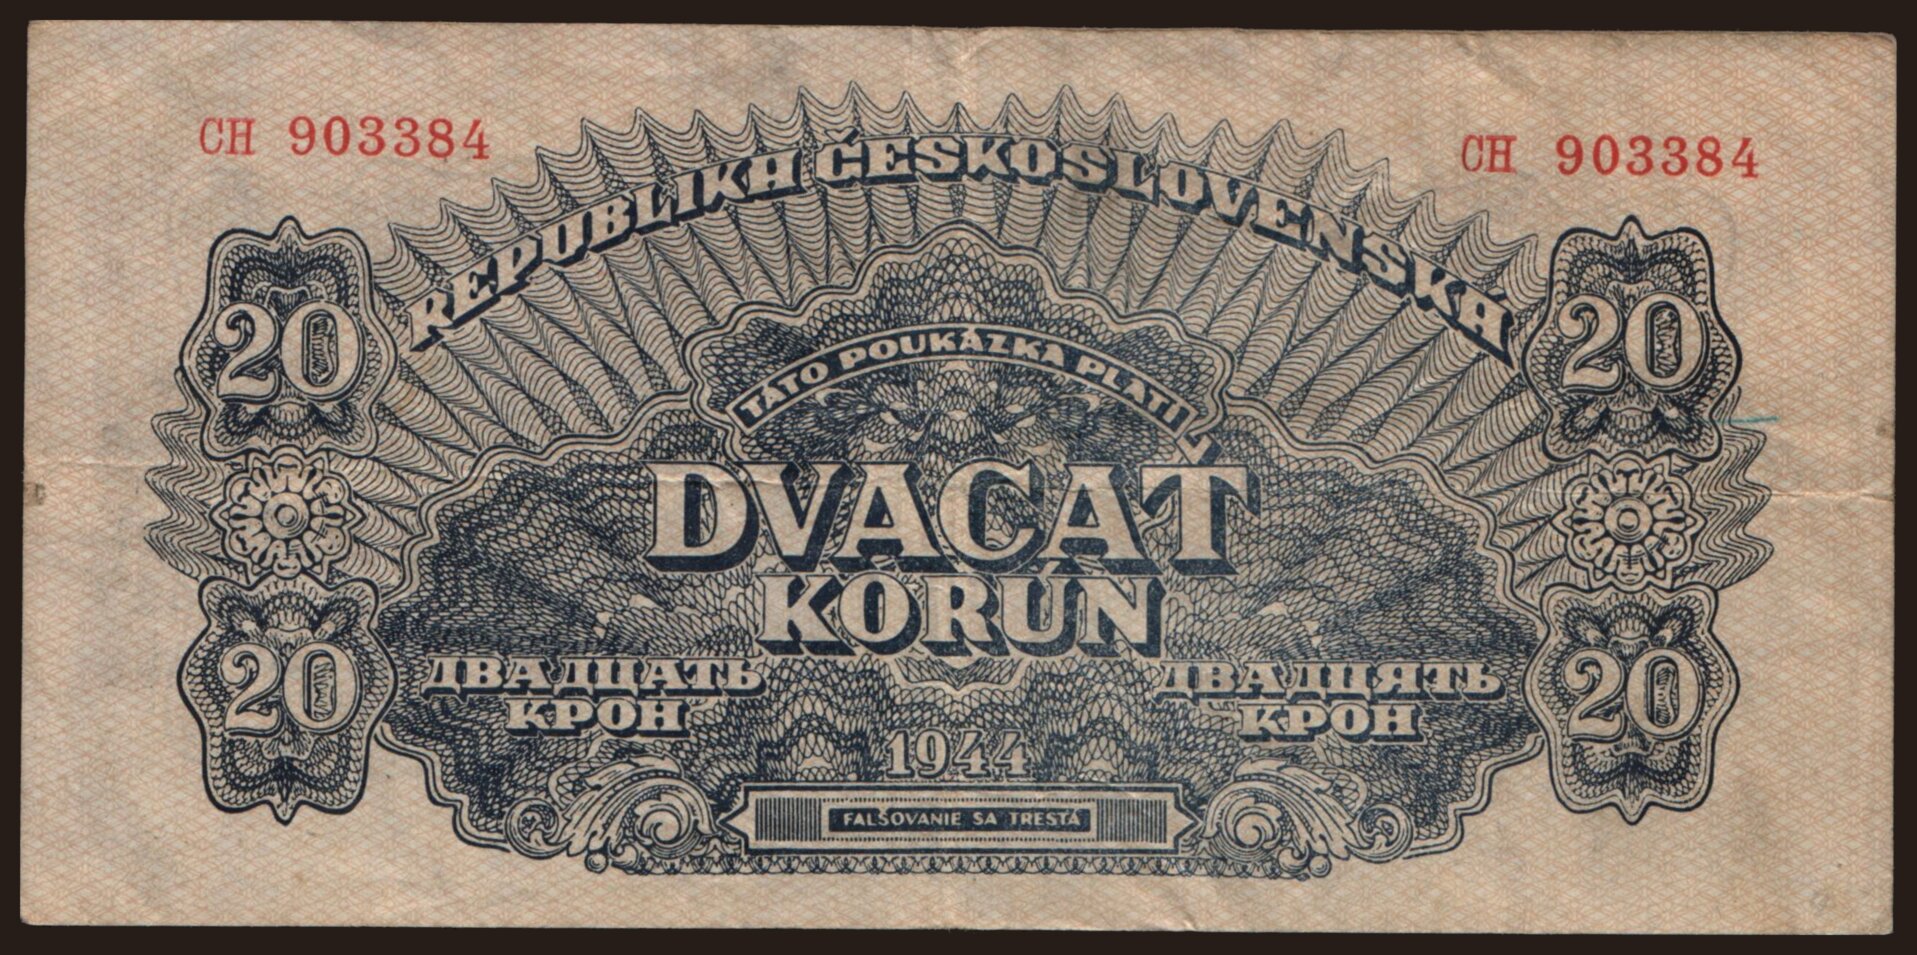 CH 903384
CH 903384
REPUBLIKA ČESKOSLOVENSKÁ
20
20
TÁTO POUKÁZKA PLATÍ
DVACAŤ
KORÚN
20
20
ДВАДЦАТЬ
КРОН
ДВАДЦЯТЬ
КРОН
1944
FALŠOVANIE SA TRESTÁ